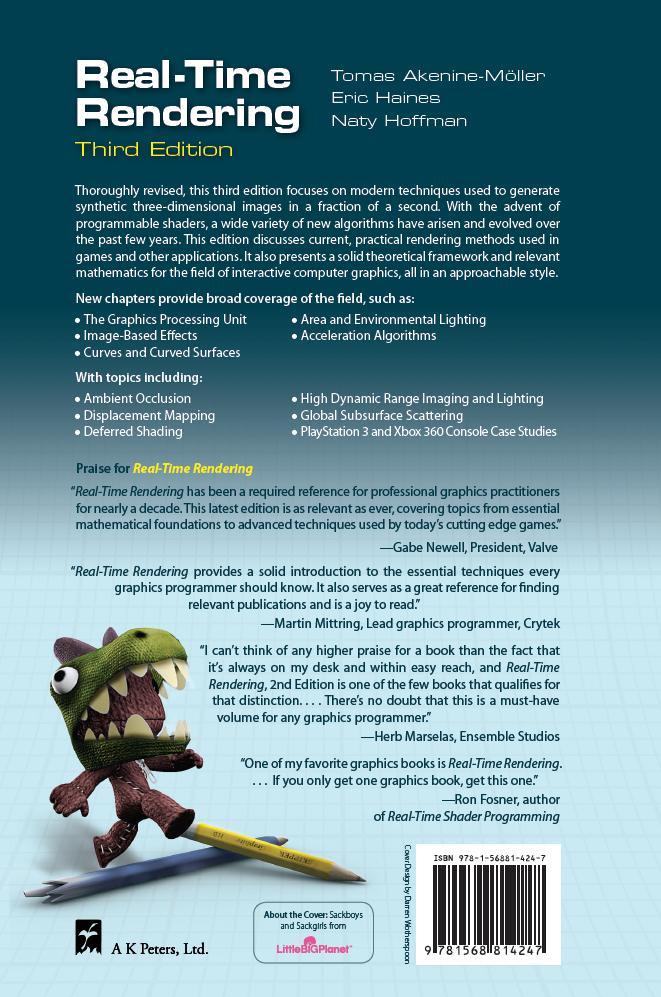 Real-Time
Rendering
Third Edition
Tomas Akenine-Möller
Eric Haines
Naty Hoffman
Thoroughly revised, this third edition focuses on modern techniques used to generate
synthetic three-dimensional images in a fraction of a second. With the advent of
programmable shaders, a wide variety of new algorithms have arisen and evolved over
the past few years. This edition discusses current, practical rendering methods used in
games and other applications. It also presents a solid theoretical framework and relevant
mathematics for the field of interactive computer graphics, all in an approachable style.
New chapters provide broad coverage of the field, such as:
• The Graphics Processing Unit
• Image-Based Effects
• Curves and Curved Surfaces
• Area and Environmental Lighting
• Acceleration Algorithms
With topics including:
• Ambient Occlusion
• Displacement Mapping
• Deferred Shading
• High Dynamic Range Imaging and Lighting
• Global Subsurface Scattering
• PlayStation 3 and Xbox 360 Console Case Studies
Praise for Real-Time Rendering
“Real-Time Rendering has been a required reference for professional graphics practitioners
for nearly a decade. This latest edition is as relevant as ever, covering topics from essential
mathematical foundations to advanced techniques used by today’s cutting edge games.”
—Gabe Newell, President, Valve
“Real-Time Rendering provides a solid introduction to the essential techniques every
graphics programmer should know. It also serves as a great reference for finding
relevant publications and is a joy to read.”
—Martin Mittring, Lead graphics programmer, Crytek
“I can’t think of any higher praise for a book than the fact that
it’s always on my desk and within easy reach, and Real-Time
Rendering, 2nd Edition is one of the few books that qualifies for
that distinction. . . . There’s no doubt that this is a must-have
volume for any graphics programmer.”
—Herb Marselas, Ensemble Studios
“One of my favorite graphics books is Real-Time Rendering.
. . . If you only get one graphics book, get this one.”
—Ron Fosner, author
of Real-Time Shader Programming
Cover Design by Darren Wotherspoon
ISBN 978-1-56881-424-7
9 781568 814247
About the Cover: Sackboys
and Sackgirls from
LittleBIGPlanet™
A K Peters, Ltd.